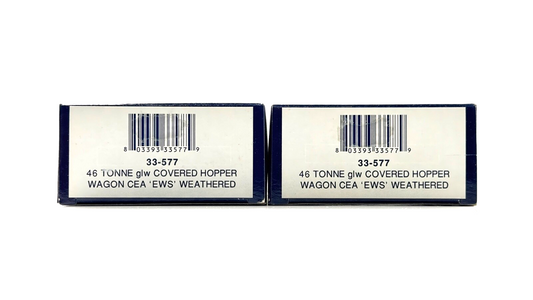 8 03393 33577 9
33-577
46 TONNE glw COVERED HOPPER
WAGON CEA 'EWS' WEATHERED
8 03393 33577 9
33-577
46 TONNE glw COVERED HOPPER
WAGON CEA 'EWS' WEATHERED